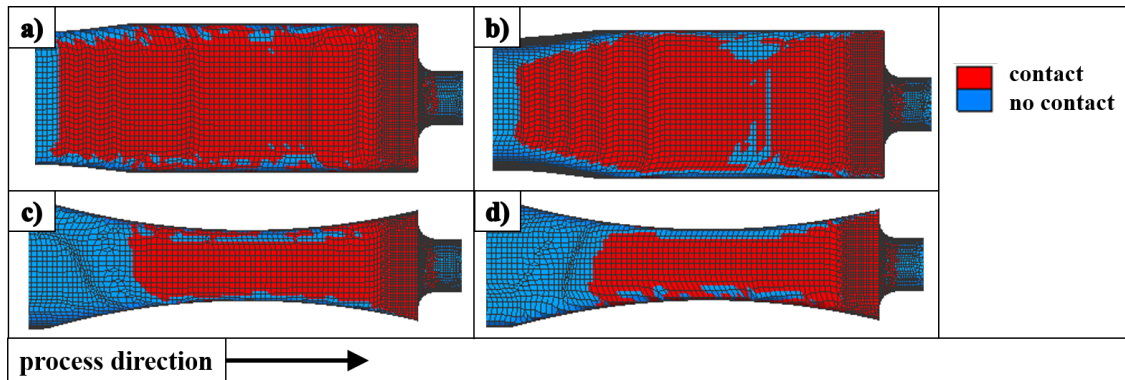 a)
b)
contact
no contact
c)
d)
process direction